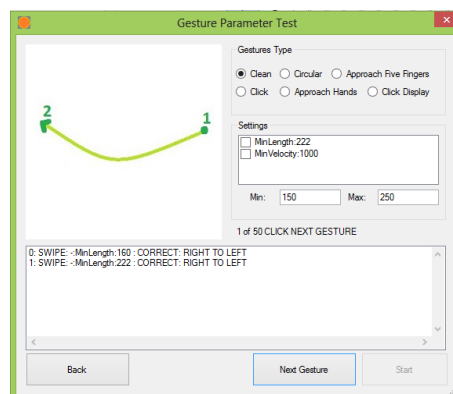 Gesture Parameter Test
Gestures Type
Clean Circular Approach Five Fingers
Click Approach Hands Click Display
2
1
Settings
MinLength:222
MinVelocity:1000
Min: 150 Max: 250
1 of 50 CLICK NEXT GESTURE
0: SWIPE: -:MinLength:160 : CORRECT: RIGHT TO LEFT
1: SWIPE: -:MinLength:222 : CORRECT: RIGHT TO LEFT
Back Next Gesture Start